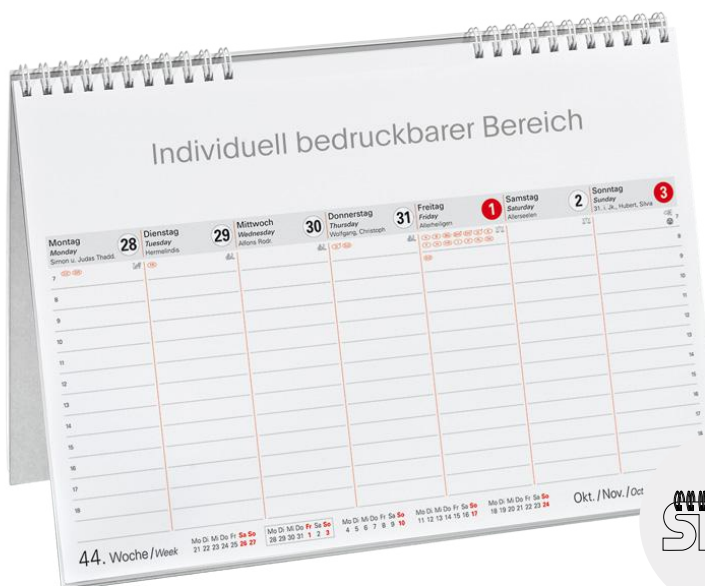 Individuell bedruckbarer Bereich
Montag
Monday
Simon u. Judas Thadd.
28
Dienstag
Tuesday
Hermelindis
29
Mittwoch
Wednesday
Alfons Rodr.
30
Donnerstag
Thursday
Wolfgang, Christoph
31
Freitag
Friday
Allerheiligen
1
Samstag
Saturday
Allerseelen
2
Sonntag
Sunday
31. i. Jk., Hubert, Silvia
3
7
8
9
10
11
12
13
14
15
16
17
18
44. Woche/Week
Mo Di Mi Do Fr Sa So
21 22 23 24 25 26 27
Mo Di Mi Do Fr Sa So
28 29 30 31 1 2 3
Mo Di Mi Do Fr Sa So
4 5 6 7 8 9 10
Mo Di Mi Do Fr Sa So
11 12 13 14 15 16 17
Mo Di Mi Do Fr Sa So
18 19 20 21 22 23 24
Okt./Nov./Oct